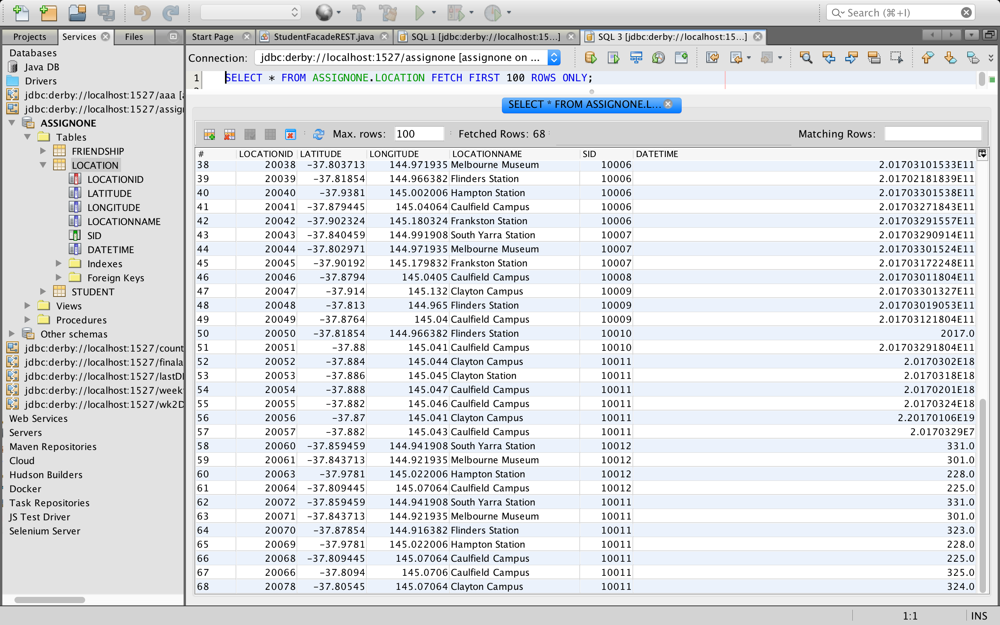 Search (⌘+I)
Projects Services Files Start Page StudentFacadeREST.java SQL 1 [jdbc:derby://localhost:15...] SQL 3 [jdbc:derby://localhost:15...]
Databases
Java DB
Drivers
jdbc:derby://localhost:1527/aaa [a
jdbc:derby://localhost:1527/assign
ASSIGNONE
Tables
FRIENDSHIP
LOCATION
LOCATIONID
LATITUDE
LONGITUDE
LOCATIONNAME
SID
DATETIME
Indexes
Foreign Keys
STUDENT
Views
Procedures
Other schemas
jdbc:derby://localhost:1527/count
jdbc:derby://localhost:1527/finala
jdbc:derby://localhost:1527/lastD
jdbc:derby://localhost:1527/week
jdbc:derby://localhost:1527/wk2D
Web Services
Servers
Maven Repositories
Cloud
Hudson Builders
Docker
Task Repositories
JS Test Driver
Selenium Server
Connection: jdbc:derby://localhost:1527/assignone [assignone on ...
1 SELECT * FROM ASSIGNONE.LOCATION FETCH FIRST 100 ROWS ONLY;
SELECT * FROM ASSIGNONE.L...
Max. rows: 100 Fetched Rows: 68 Matching Rows:
# LOCATIONID LATITUDE LONGITUDE LOCATIONNAME SID DATETIME
38 20038 -37.803713 144.971935 Melbourne Museum 10006 2.01703101533E11
39 20039 -37.81854 144.966382 Flinders Station 10006 2.01702181839E11
40 20040 -37.9381 145.002006 Hampton Station 10006 2.01703301538E11
41 20041 -37.879445 145.04064 Caulfield Campus 10006 2.01703271843E11
42 20042 -37.902324 145.180324 Frankston Station 10006 2.01703291557E11
43 20043 -37.840459 144.991908 South Yarra Station 10007 2.01703290914E11
44 20044 -37.802971 144.971935 Melbourne Museum 10007 2.01703301524E11
45 20045 -37.90192 145.179832 Frankston Station 10007 2.01703172248E11
46 20046 -37.8794 145.0405 Caulfield Campus 10008 2.01703011804E11
47 20047 -37.914 145.132 Clayton Campus 10009 2.01703301327E11
48 20048 -37.813 144.965 Flinders Station 10009 2.01703019053E11
49 20049 -37.8764 145.04 Caulfield Campus 10009 2.01703121804E11
50 20050 -37.81854 144.966382 Flinders Station 10010 2017.0
51 20051 -37.88 145.041 Caulfield Campus 10010 2.01703291804E11
52 20052 -37.884 145.044 Clayton Campus 10011 2.0170302E18
53 20053 -37.886 145.045 Clayton Station 10011 2.0170318E18
54 20054 -37.888 145.047 Caulfield Campus 10011 2.0170201E18
55 20055 -37.882 145.046 Caulfield Campus 10011 2.0170324E18
56 20056 -37.87 145.041 Clayton Campus 10011 2.20170106E19
57 20057 -37.882 145.043 Caulfield Campus 10011 2.0170329E7
58 20060 -37.859459 144.941908 South Yarra Station 10012 331.0
59 20061 -37.843713 144.921935 Melbourne Museum 10012 301.0
60 20063 -37.9781 145.022006 Hampton Station 10012 228.0
61 20064 -37.809445 145.07064 Caulfield Campus 10012 225.0
62 20072 -37.859459 144.941908 South Yarra Station 10011 331.0
63 20071 -37.843713 144.921935 Melbourne Museum 10011 301.0
64 20070 -37.87854 144.916382 Flinders Station 10011 323.0
65 20069 -37.9781 145.022006 Hampton Station 10011 228.0
66 20068 -37.809445 145.07064 Caulfield Campus 10011 225.0
67 20066 -37.8094 145.0706 Caulfield Campus 10011 325.0
68 20078 -37.80545 145.07064 Clayton Campus 10011 324.0
1:1 INS